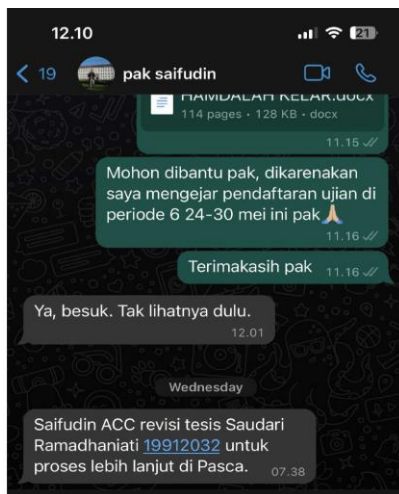 12.10
21
19 pak saifudin
HAMDALAH KELAR.docx
114 pages • 128 KB • docx
11.15
Mohon dibantu pak, dikarenakan
saya mengejar pendaftaran ujian di
periode 6 24-30 mei ini pak🙏🏼
11.16
Terimakasih pak 11.16
Ya, besuk. Tak lihatnya dulu.
12.01
Wednesday
Saifudin ACC revisi tesis Saudari
Ramadhaniati 19912032 untuk
proses lebih lanjut di Pasca. 07.38